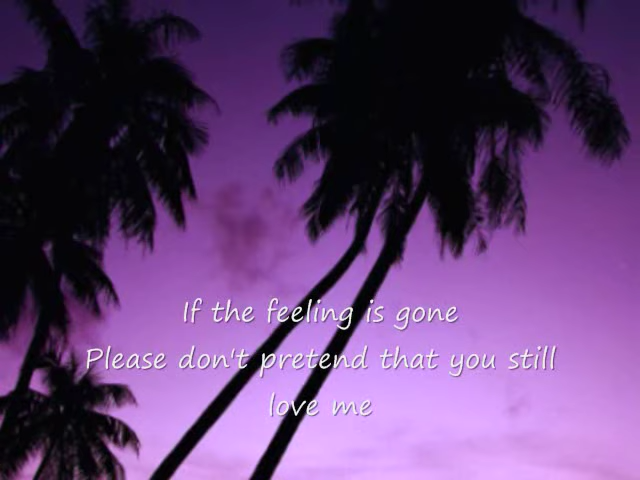 If the feeling is gone
Please don't pretend that you still
love me